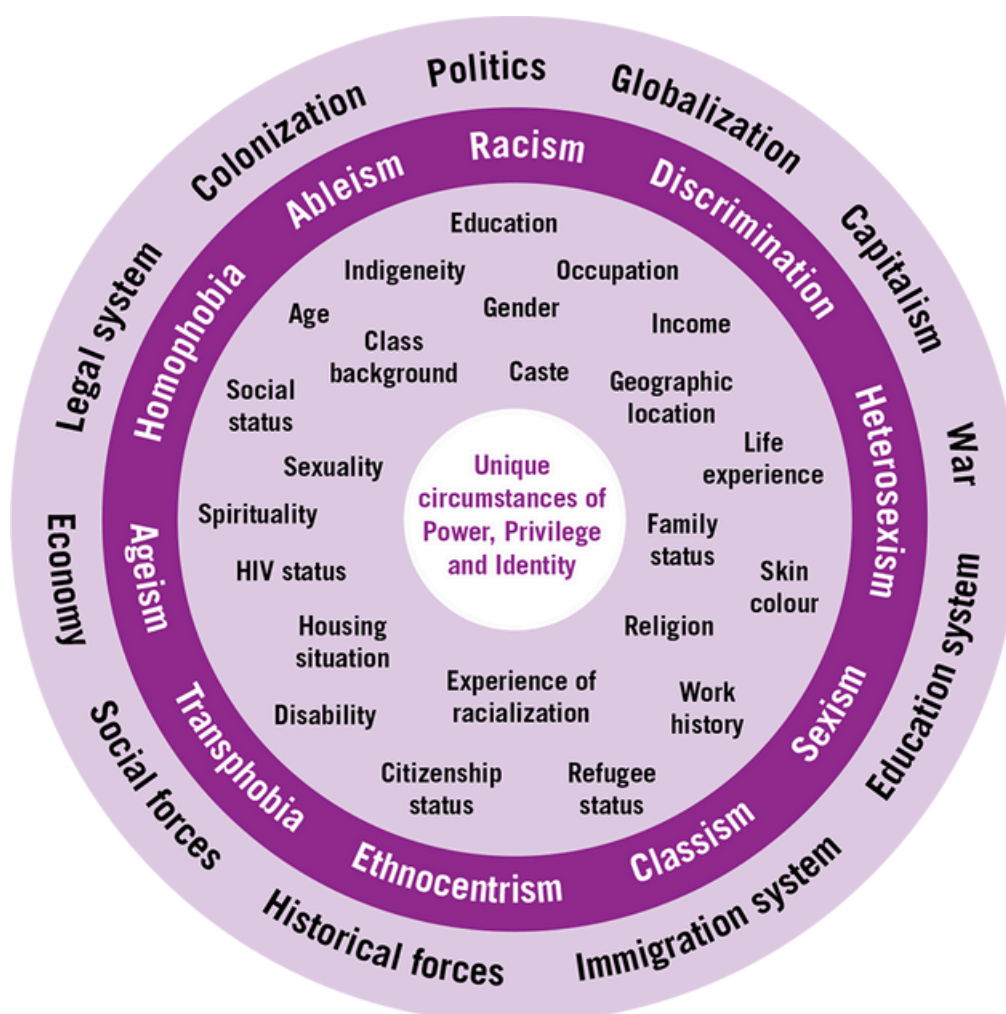 Politics
Globalization
Capitalism
War
Education system
Immigration system
Historical forces
Social forces
Economy
Legal system
Colonization
Racism
Discrimination
Heterosexism
Sexism
Classism
Ethnocentrism
Transphobia
Ageism
Homophobia
Ableism
Education
Indigeneity
Occupation
Age
Gender
Income
Class
background
Caste
Geographic
location
Social
status
Life
experience
Sexuality
Spirituality
Family
status
HIV status
Skin
colour
Housing
situation
Religion
Experience of
racialization
Work
history
Disability
Citizenship
status
Refugee
status
Unique
circumstances of
Power, Privilege
and Identity